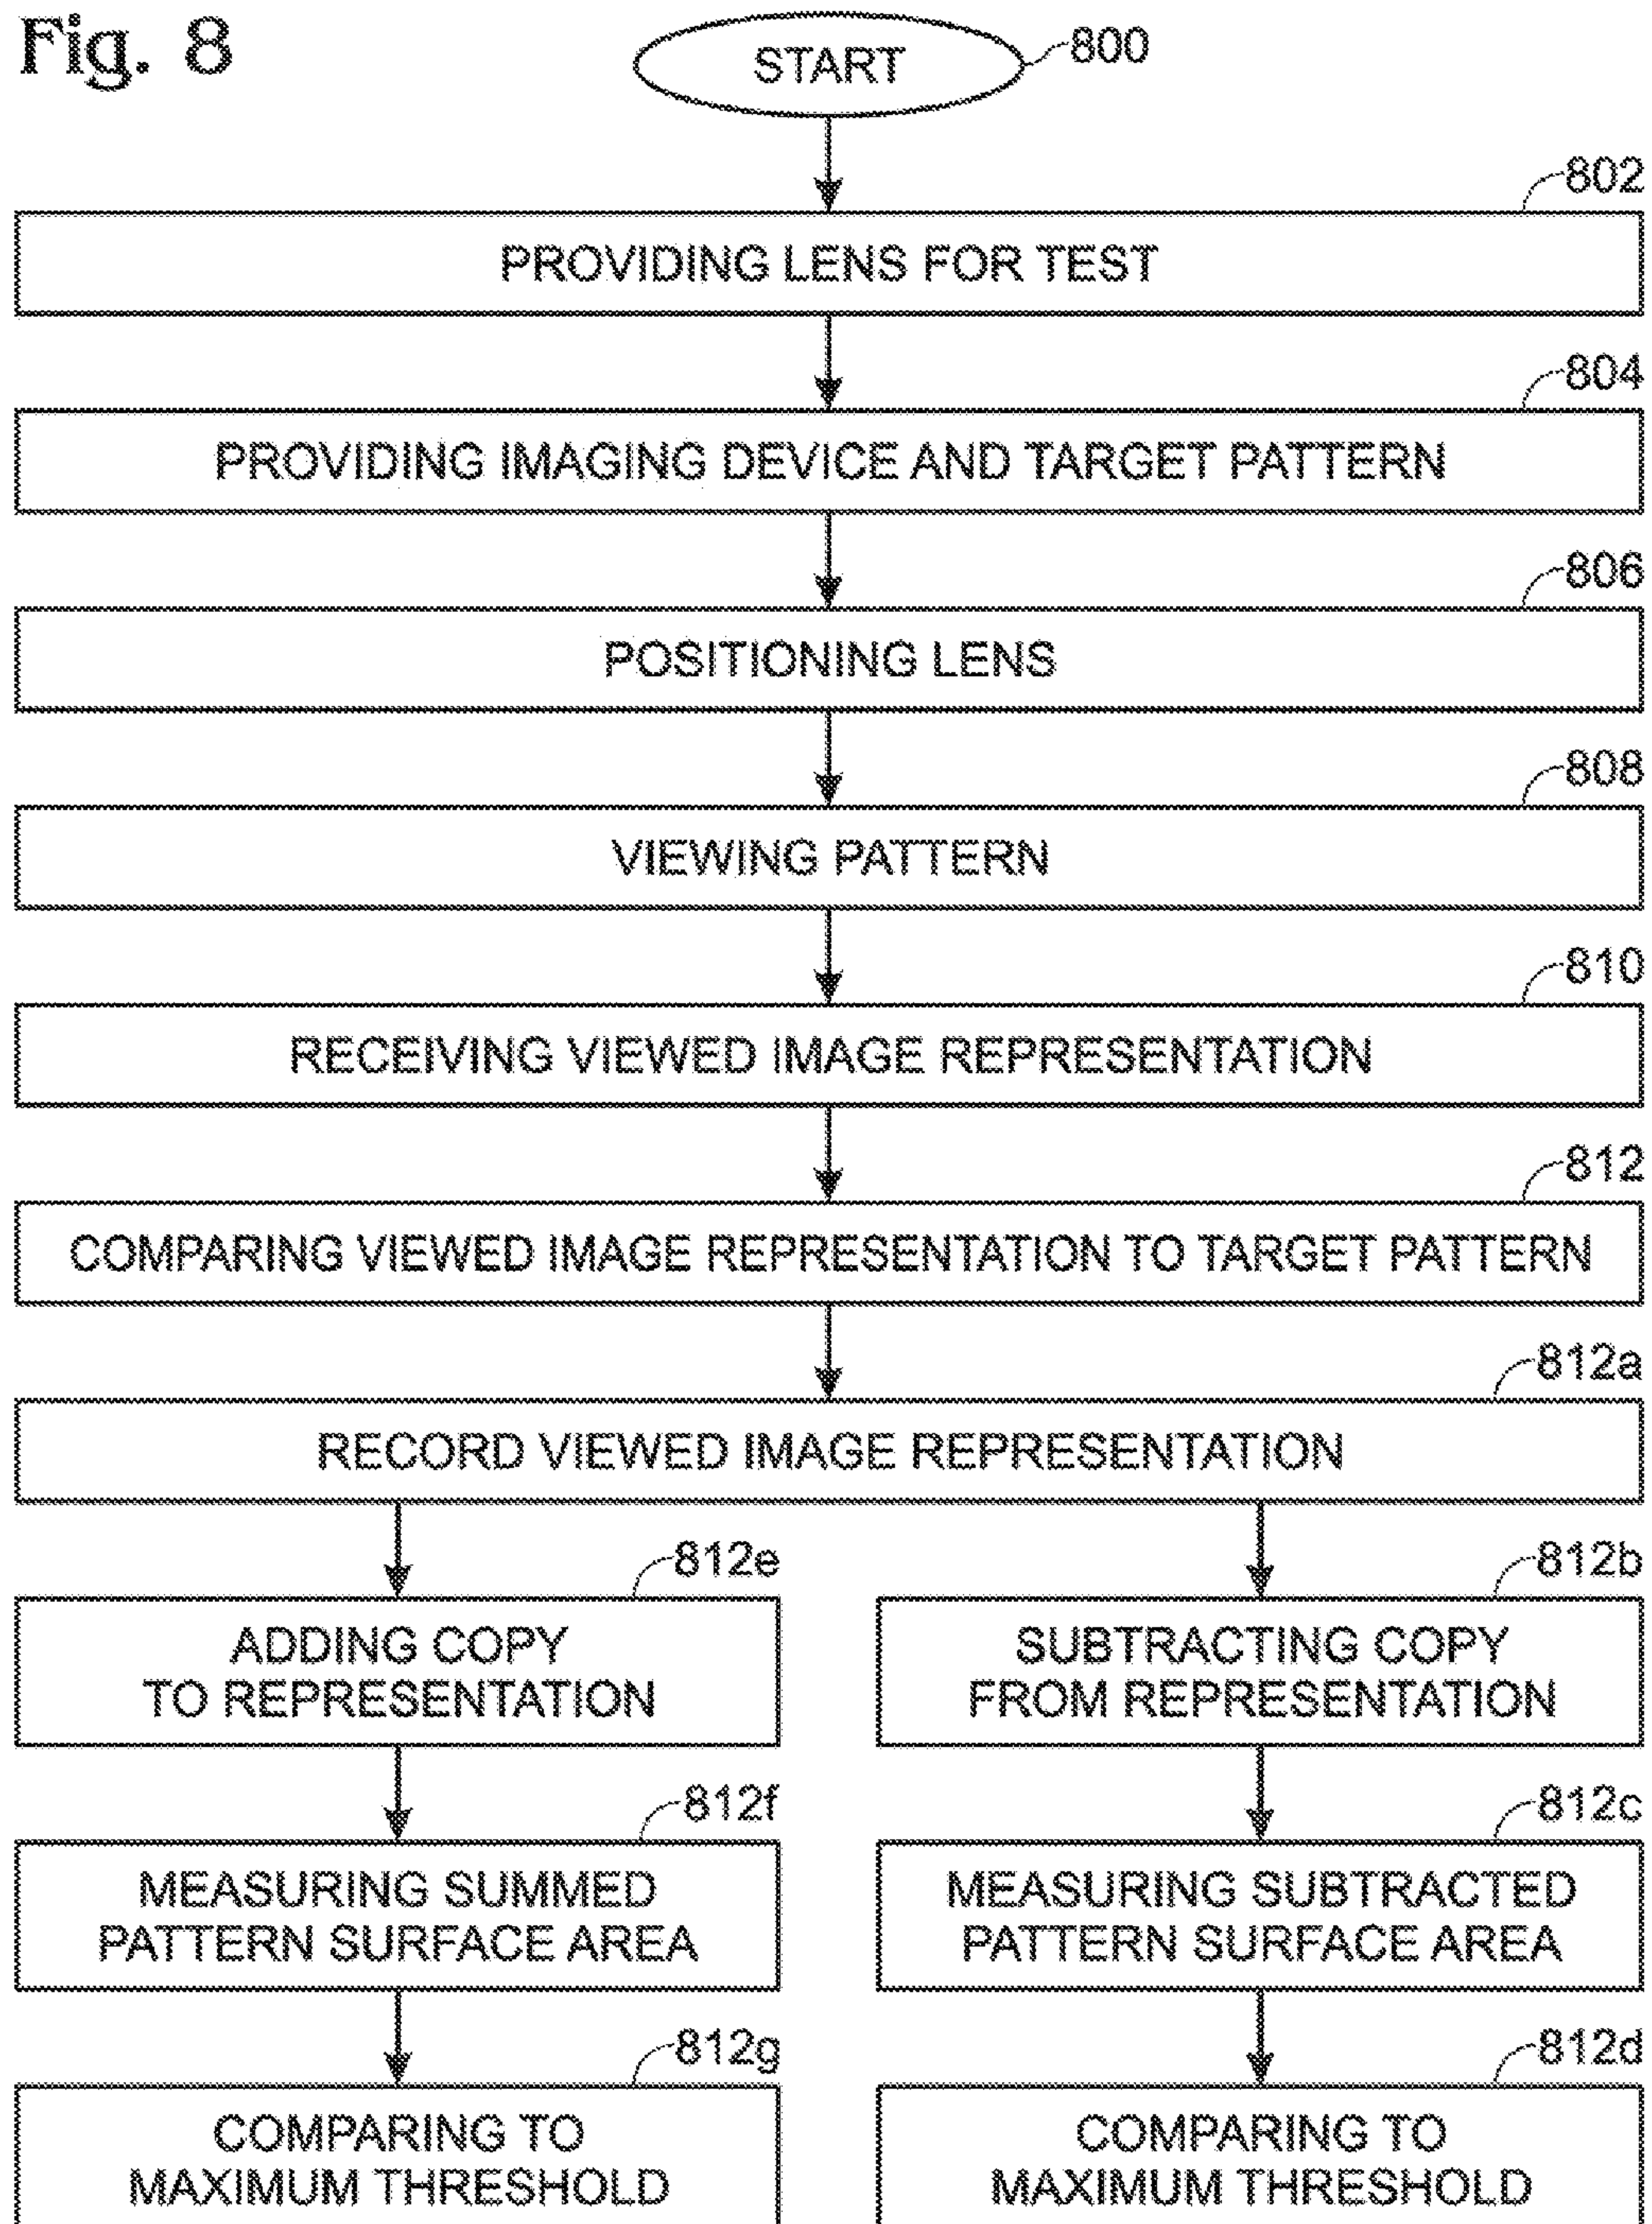 Fig. 8
START
800
802
PROVIDING LENS FOR TEST
804
PROVIDING IMAGING DEVICE AND TARGET PATTERN
806
POSITIONING LENS
808
VIEWING PATTERN
810
RECEIVING VIEWED IMAGE REPRESENTATION
812
COMPARING VIEWED IMAGE REPRESENTATION TO TARGET PATTERN
812a
RECORD VIEWED IMAGE REPRESENTATION
812e
ADDING COPY
TO REPRESENTATION
812b
SUBTRACTING COPY
FROM REPRESENTATION
812f
MEASURING SUMMED
PATTERN SURFACE AREA
812c
MEASURING SUBTRACTED
PATTERN SURFACE AREA
812g
COMPARING TO
MAXIMUM THRESHOLD
812d
COMPARING TO
MAXIMUM THRESHOLD